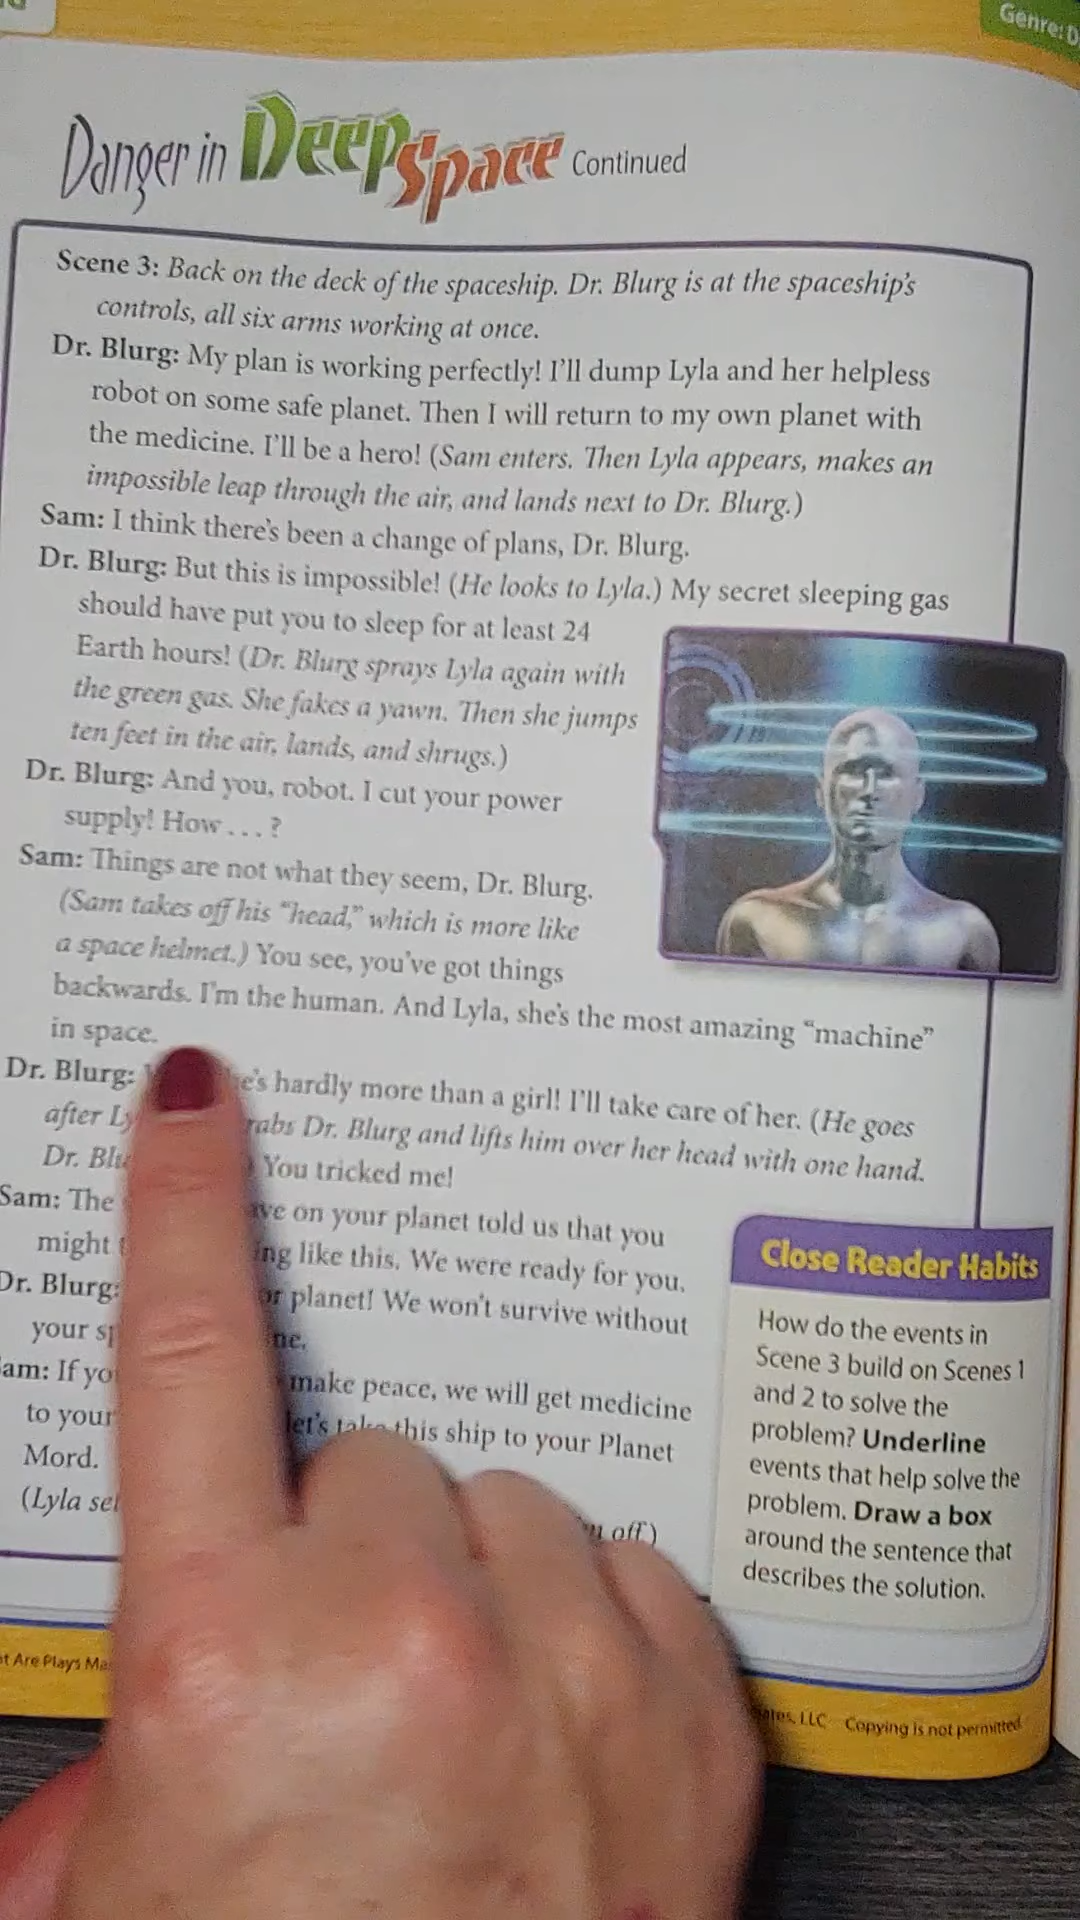 Genre: D
Danger in Deep Space Continued
Scene 3: Back on the deck of the spaceship. Dr. Blurg is at the spaceship's
controls, all six arms working at once.
Dr. Blurg: My plan is working perfectly! I'll dump Lyla and her helpless
robot on some safe planet. Then I will return to my own planet with
the medicine. I'll be a hero! (Sam enters. Then Lyla appears, makes an
impossible leap through the air, and lands next to Dr. Blurg.)
Sam: I think there's been a change of plans, Dr. Blurg.
Dr. Blurg: But this is impossible! (He looks to Lyla.) My secret sleeping gas
should have put you to sleep for at least 24
Earth hours! (Dr. Blurg sprays Lyla again with
the green gas. She fakes a yawn. Then she jumps
ten feet in the air, lands, and shrugs.)
Dr. Blurg: And you, robot. I cut your power
supply! How . . . ?
Sam: Things are not what they seem, Dr. Blurg.
(Sam takes off his "head," which is more like
a space helmet.) You see, you've got things
backwards. I'm the human. And Lyla, she's the most amazing "machine"
in space.
Dr. Blurg: he's hardly more than a girl! I'll take care of her. (He goes
after Ly rabs Dr. Blurg and lifts him over her head with one hand.
Dr. Blu You tricked me!
Sam: The ave on your planet told us that you
might t ing like this. We were ready for you.
Dr. Blurg: or planet! We won't survive without
your sp ne.
am: If yo make peace, we will get medicine
to your let's take this ship to your Planet
Mord.
(Lyla set off.)
Close Reader Habits
How do the events in
Scene 3 build on Scenes 1
and 2 to solve the
problem? Underline
events that help solve the
problem. Draw a box
around the sentence that
describes the solution.
t Are Plays Ma
ates, LLC Copying is not permitted.